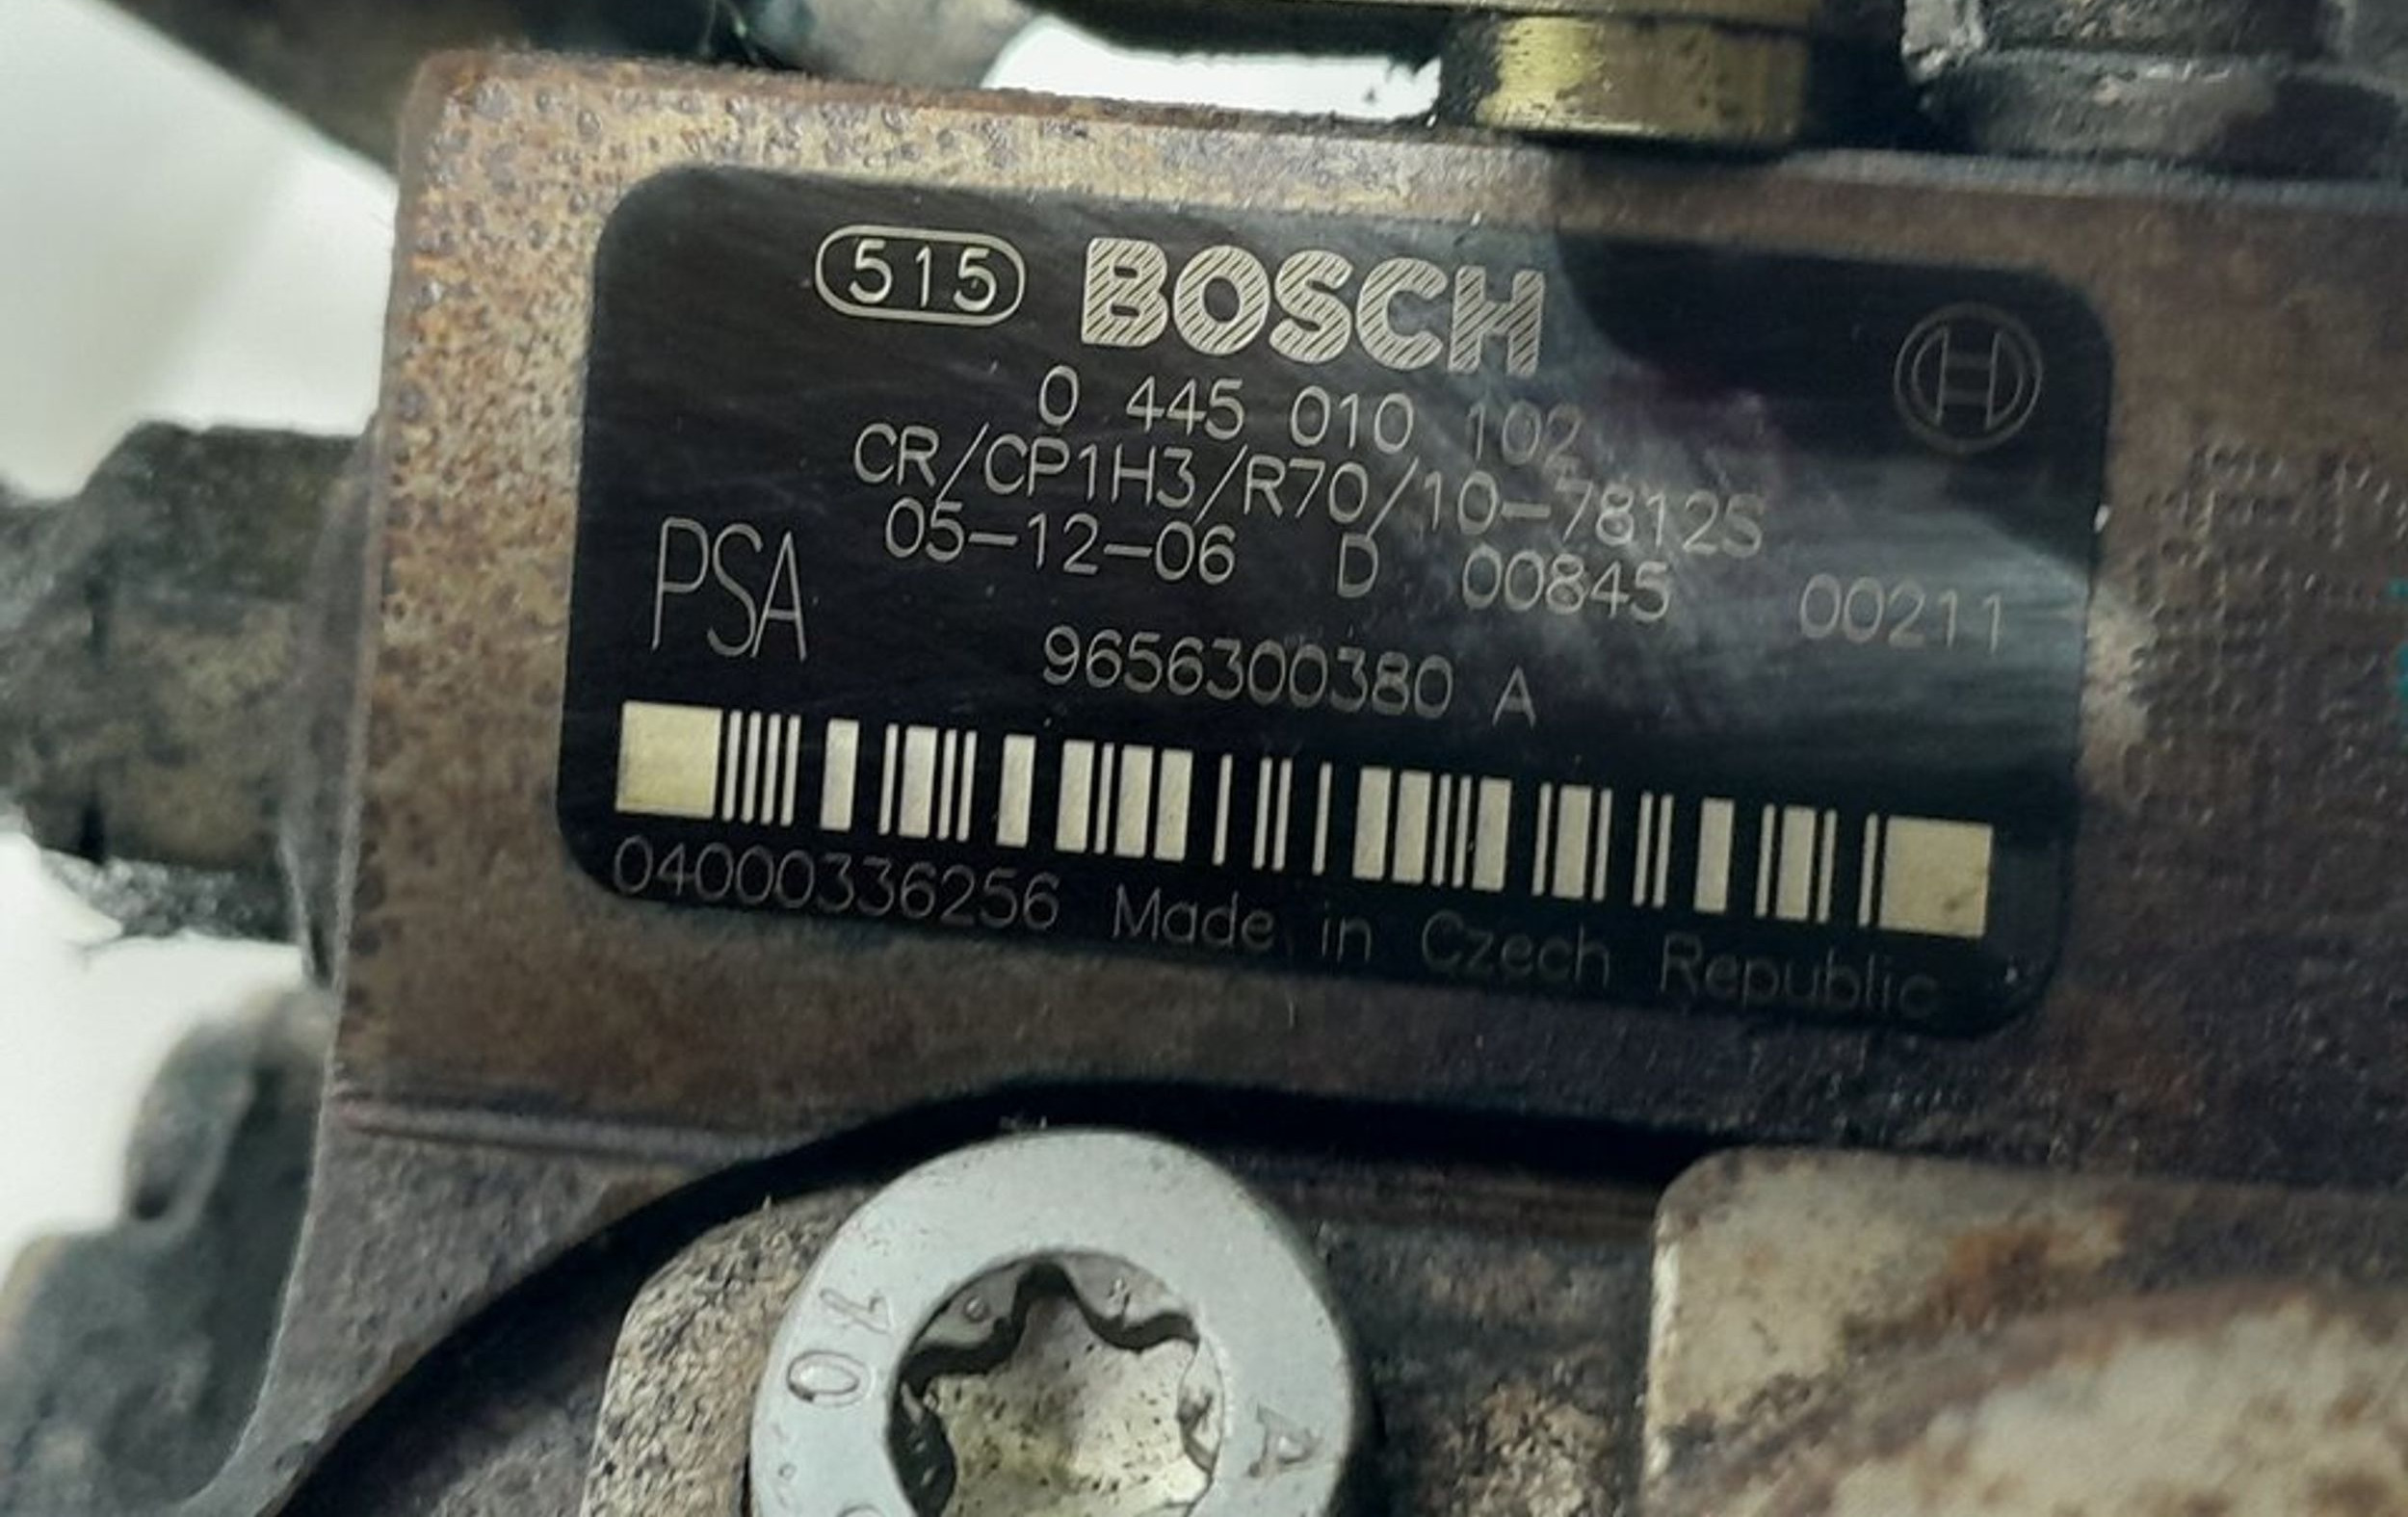 515 BOSCH
0 445 010 102
CR/CP1H3/R70/10-7812S
05-12-06 D 00845 00211
PSA
9656300380 A
04000336256 Made in Czech Republic
10
A